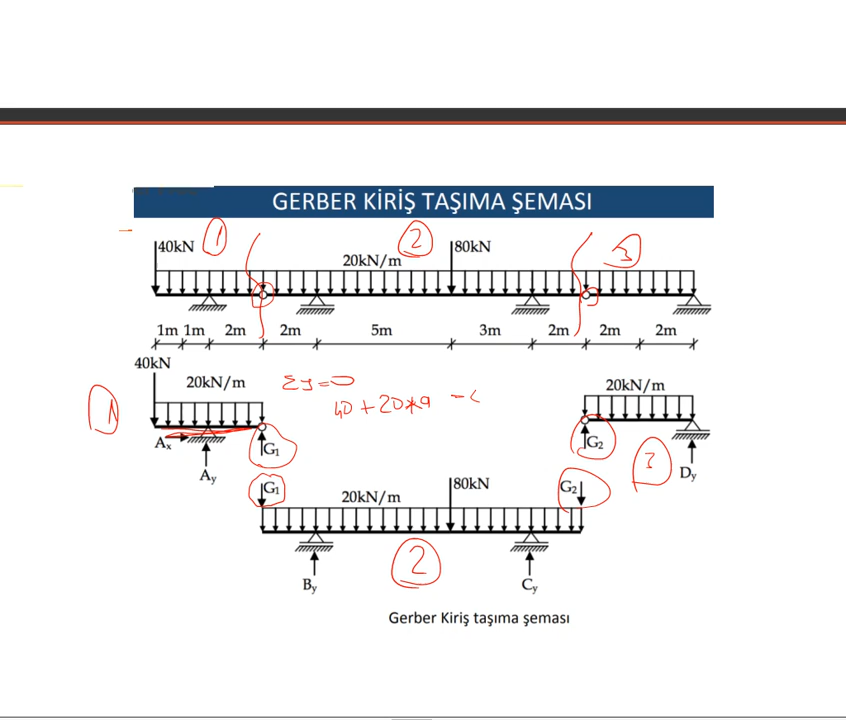 GERBER KİRİŞ TAŞIMA ŞEMASI
40kN 1 2 80kN 3
20kN/m
1m 1m 2m 2m 5m 3m 2m 2m 2m
40kN
20kN/m Σy=0 20kN/m
1 40+20*9 -
Ax G1 G2
Ay 3 Dy
G1 20kN/m 80kN G2
By 2 Cy
Gerber Kiriş taşıma şeması